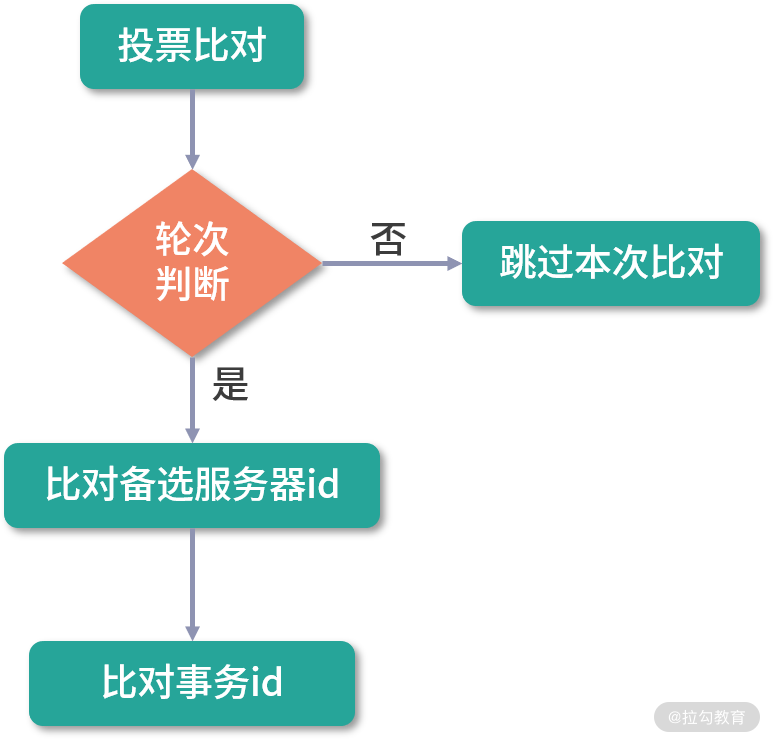 投票比对
轮次
判断
否
跳过本次比对
是
比对备选服务器id
比对事务id
@拉勾教育